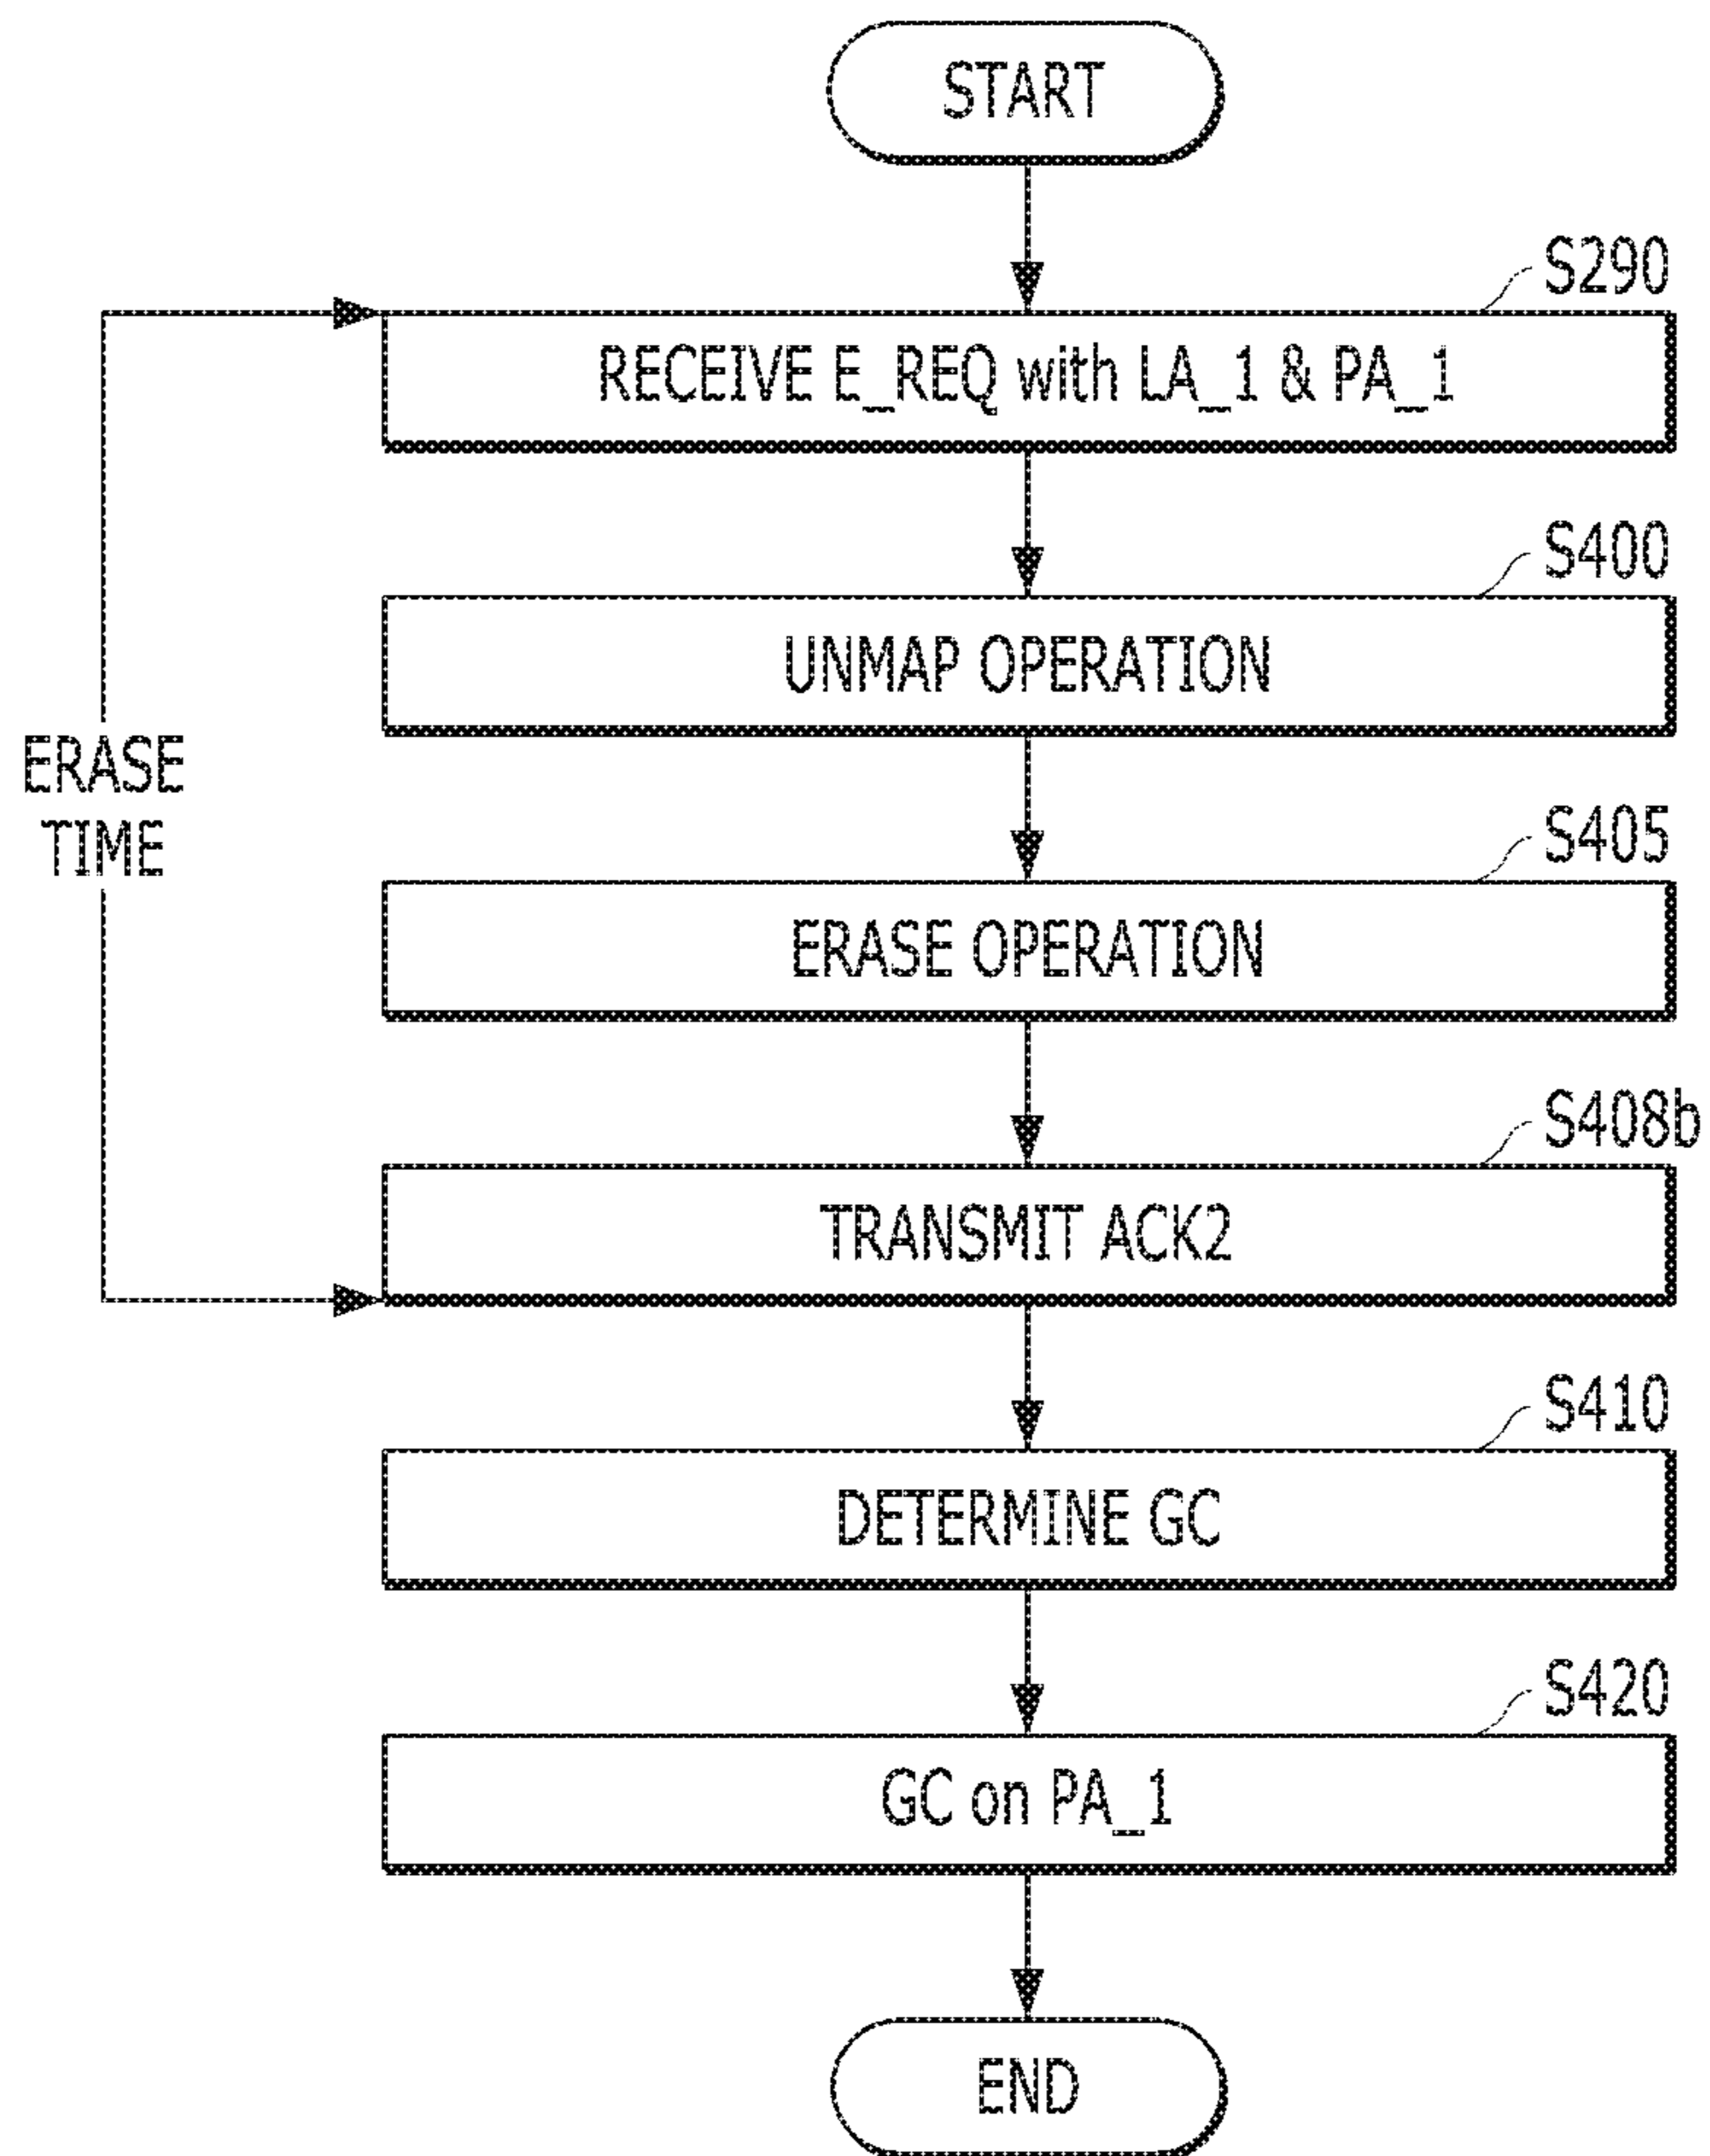 START
S290
RECEIVE E_REQ with LA_1 & PA_1
S400
UNMAP OPERATION
ERASE
TIME
S405
ERASE OPERATION
S408b
TRANSMIT ACK2
S410
DETERMINE GC
S420
GC on PA_1
END